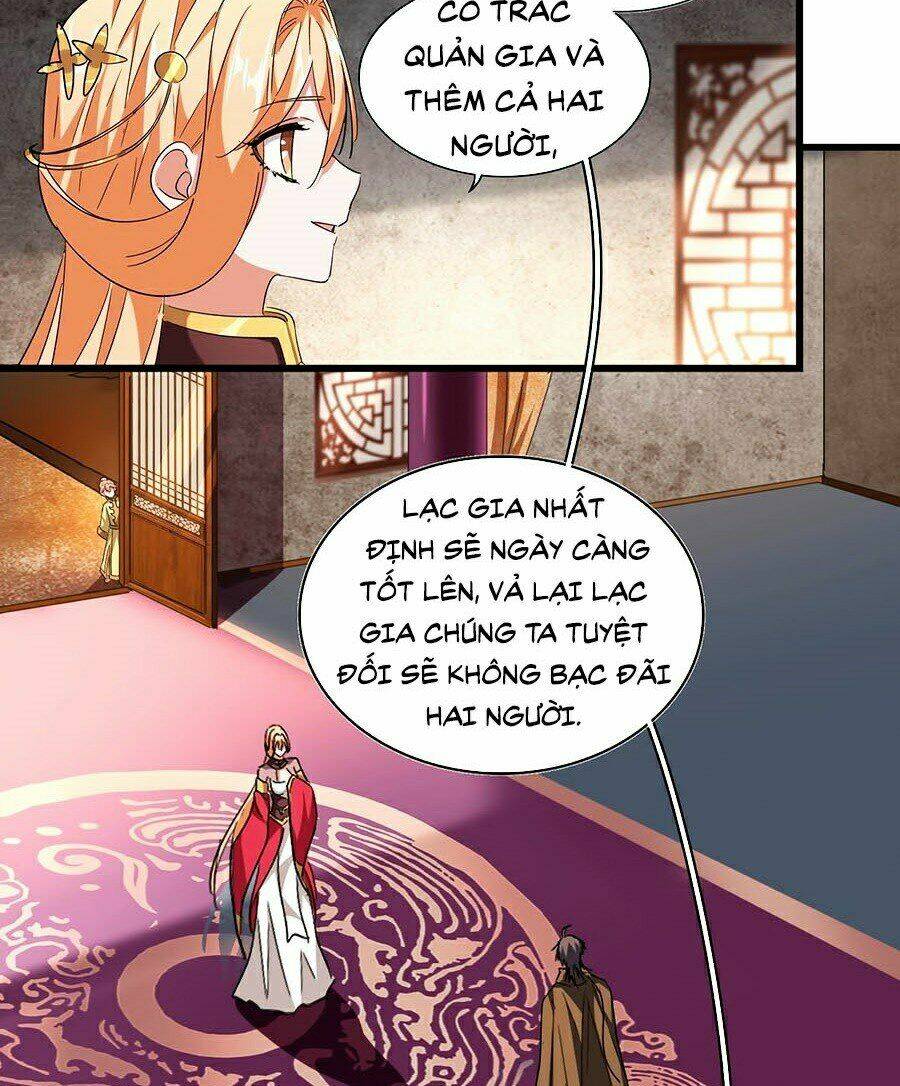 CÓ TRÁC
QUẢN GIA VÀ
THÊM CẢ HAI
NGƯỜI,
LẠC GIA NHẤT
ĐỊNH SẼ NGÀY CÀNG
TỐT LÊN, VẢ LẠI LẠC
GIA CHÚNG TA TUYỆT
ĐỐI SẼ KHÔNG BẠC ĐÃI
HAI NGƯỜI.